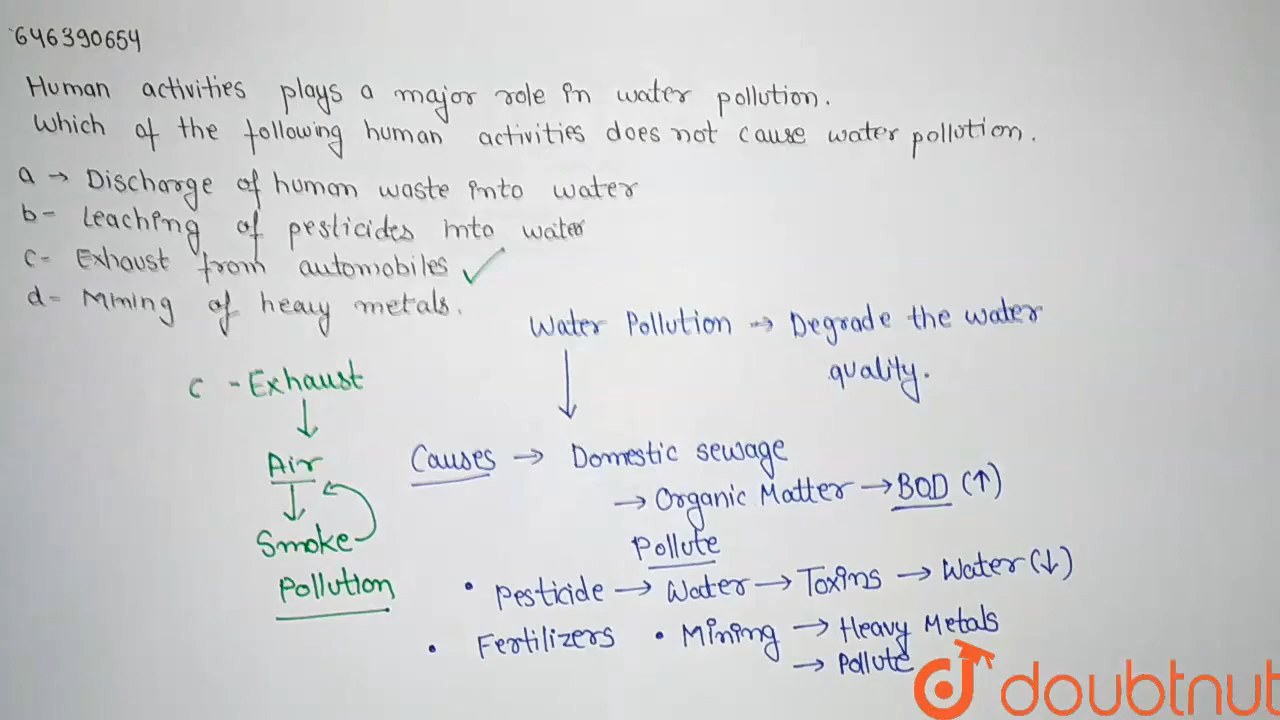 646390654
Human activities plays a major role in water pollution.
Which of the following human activities does not cause water pollution.
a → Discharge of human waste into water
b- Leaching of pesticides into water
c- Exhaust from automobiles ✓
d- Mining of heavy metals.
Water Pollution → Degrade the water
quality.
c - Exhaust
↓
Air
↓
Smoke
Pollution
↓
Causes → Domestic sewage
→ Organic Matter → BOD (↑)
Pollute
• Pesticide → Water → Toxins → Water (↓)
• Fertilizers • Mining → Heavy Metals
→ Pollute
doubtnut